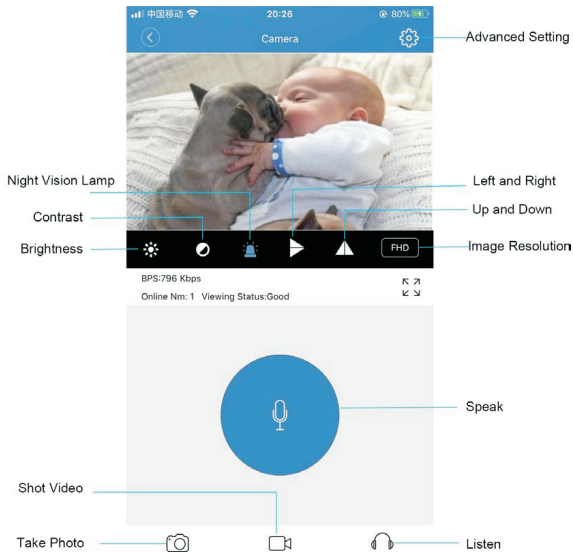 中国移动 20:26 80%
Camera
Advanced Setting
Night Vision Lamp
Left and Right
Contrast
Up and Down
Brightness
FHD
Image Resolution
BPS:796 Kbps
Online Nm: 1 Viewing Status:Good
Speak
Shot Video
Take Photo
Listen